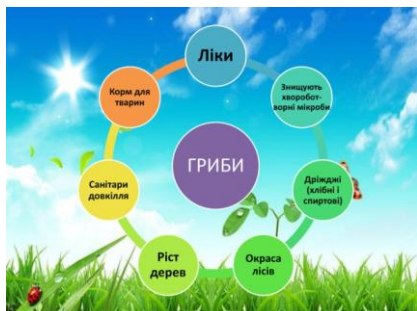 Ліки
Знищують
хворобот-
ворні мікроби
Дріжджі
(хлібні і
спиртові)
Окраса
лісів
Ріст
дерев
Санітари
довкілля
Корм для
тварин
ГРИБИ